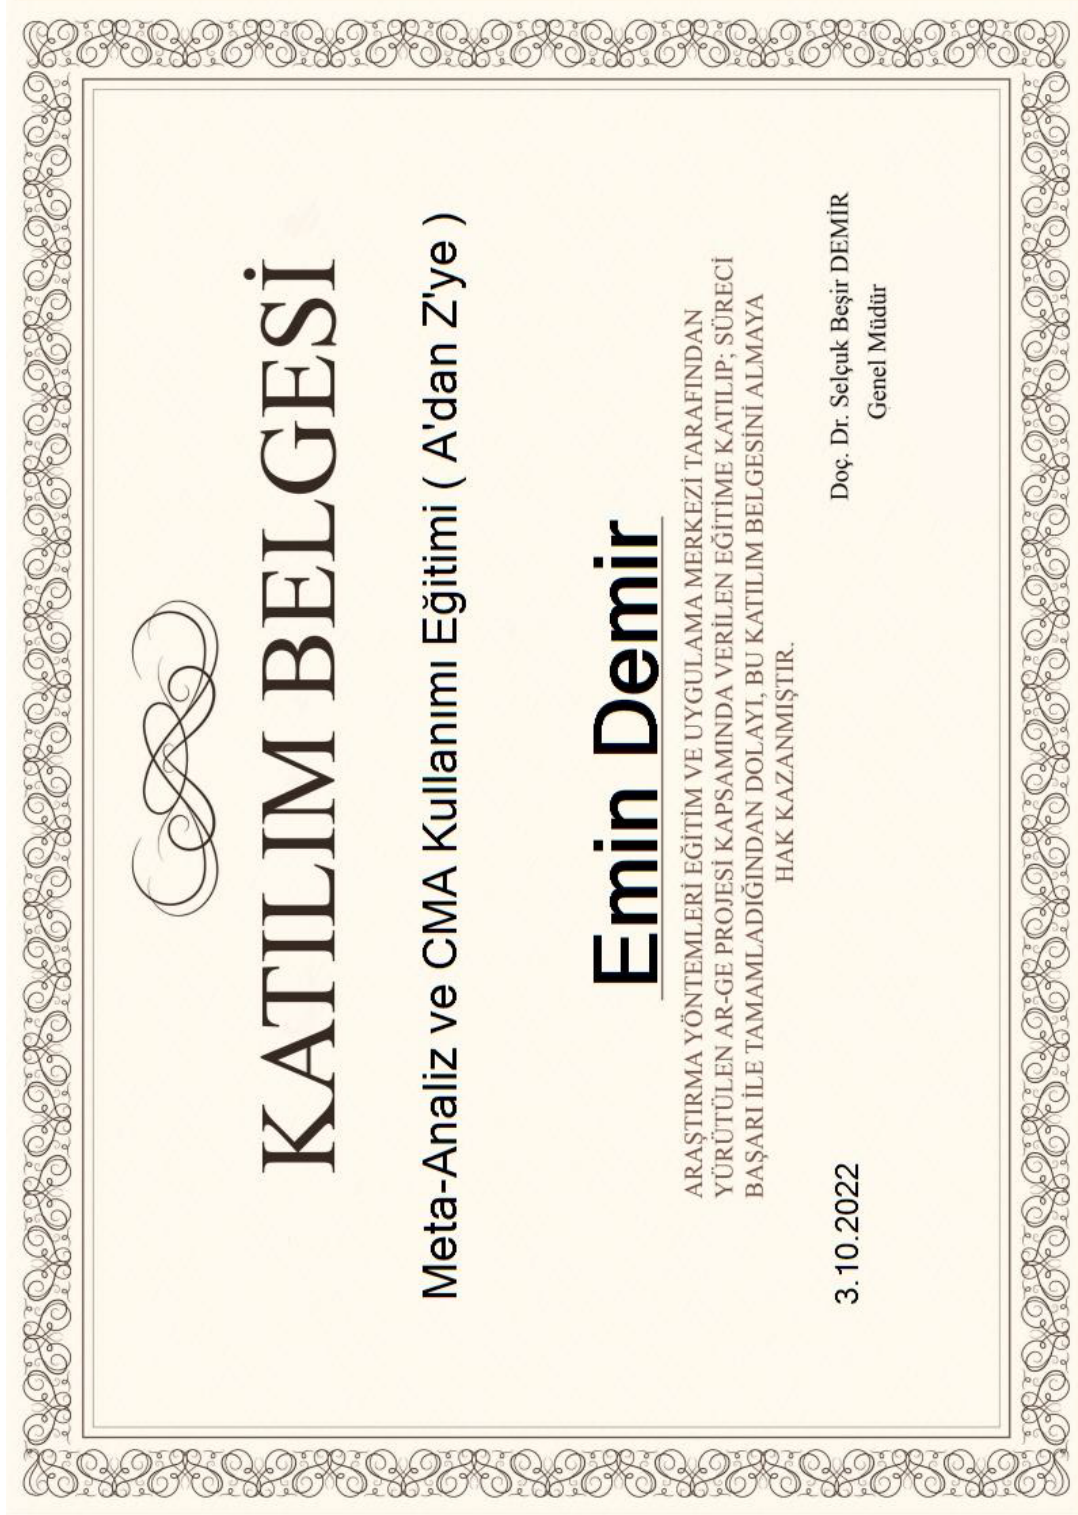 KATILIM BELGESİ
Meta-Analiz ve CMA Kullanımı Eğitimi ( A'dan Z'ye )
Emin Demir
ARAŞTIRMA YÖNTEMLERİ EĞİTİM VE UYGULAMA MERKEZİ TARAFINDAN
YÜRÜTÜLEN AR-GE PROJESİ KAPSAMINDA VERİLEN EĞİTİME KATILIP; SÜRECİ
BAŞARI İLE TAMAMLADIĞINDAN DOLAYI, BU KATILIM BELGESİNİ ALMAYA
HAK KAZANMIŞTIR.
3.10.2022
Doç. Dr. Selçuk Beşir DEMİR
Genel Müdür